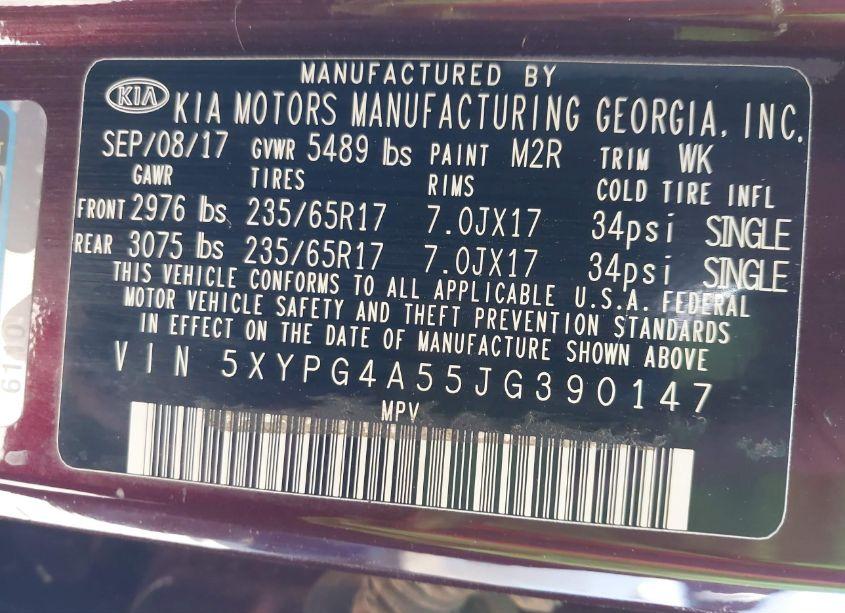 MANUFACTURED BY
KIA KIA MOTORS MANUFACTURING GEORGIA, INC.
SEP/08/17 GVWR 5489 lbs PAINT M2R TRIM WK
GAWR TIRES RIMS COLD TIRE INFL
FRONT 2976 lbs 235/65R17 7.0JX17 34psi SINGLE
REAR 3075 lbs 235/65R17 7.0JX17 34psi SINGLE
THIS VEHICLE CONFORMS TO ALL APPLICABLE U.S.A. FEDERAL
MOTOR VEHICLE SAFETY AND THEFT PREVENTION STANDARDS
IN EFFECT ON THE DATE OF MANUFACTURE SHOWN ABOVE
VIN 5XYPG4A55JG390147
MPV